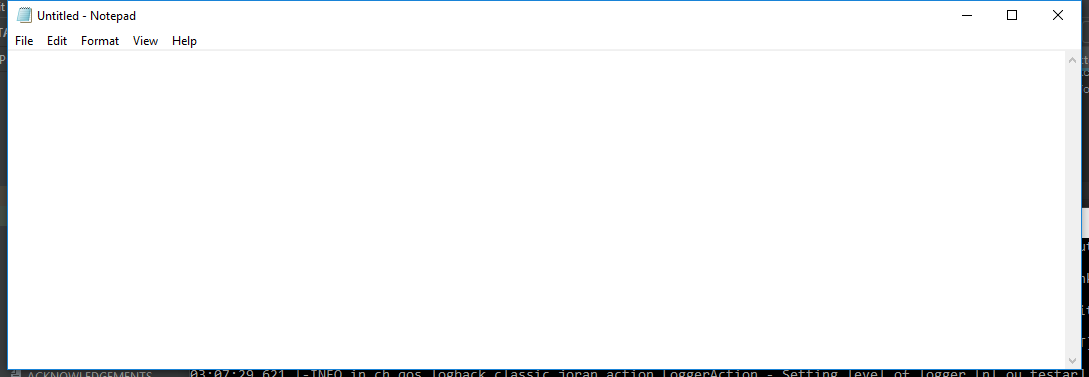 Untitled - Notepad
File Edit Format View Help
ACKNOWLEDGEMENTS 03:07:29,621 |-INFO in ch.qos.logback.classic.joran.action.LoggerAction - Setting level of logger [nl.ou.testar